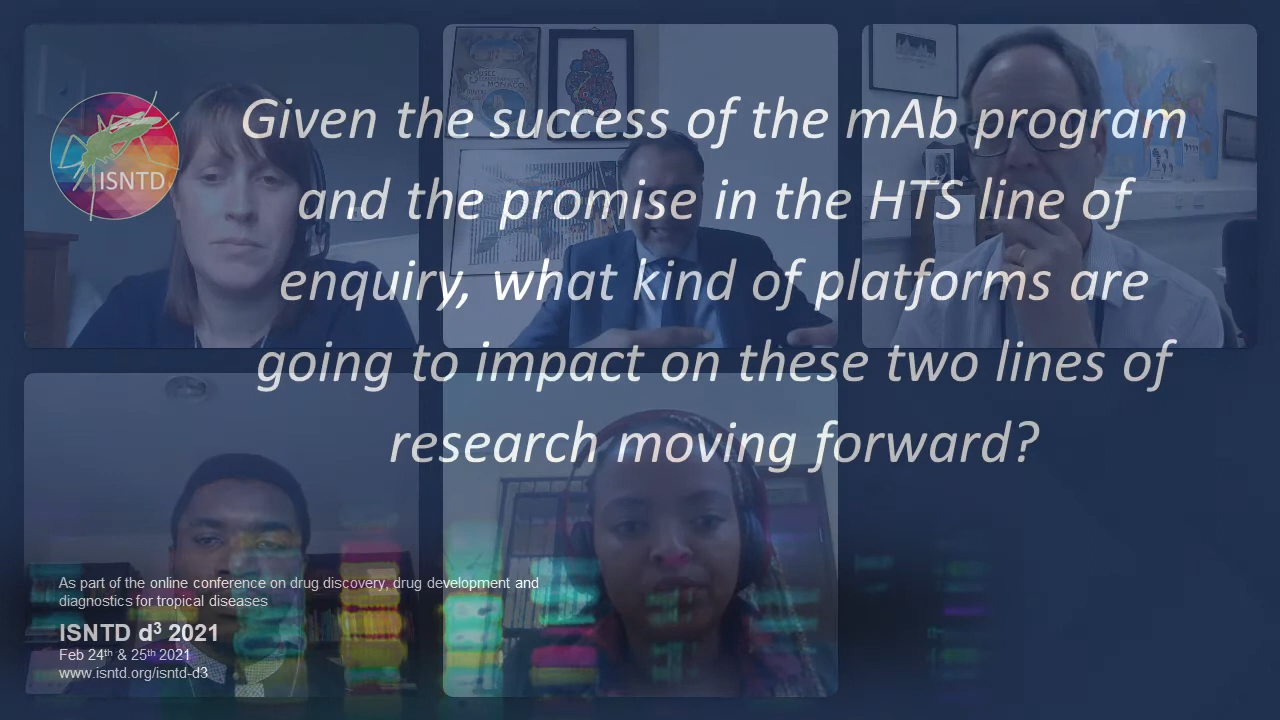 ISNTD
Given the success of the mAb program
and the promise in the HTS line of
enquiry, what kind of platforms are
going to impact on these two lines of
research moving forward?
As part of the online conference on drug discovery, drug development and
diagnostics for tropical diseases
ISNTD d³ 2021
Feb 24th & 25th 2021
www.isntd.org/isntd-d3